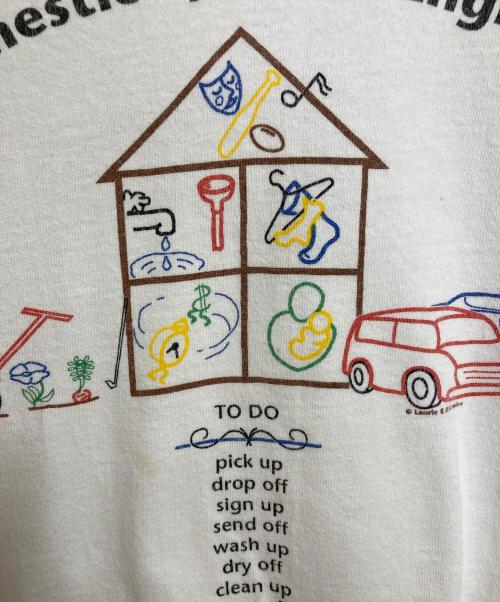 TO DO
pick up
drop off
sign up
send off
wash up
dry off
clean up